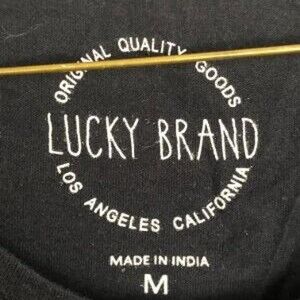 ORIGINAL QUALITY GOODS
LUCKY BRAND
LOS ANGELES CALIFORNIA
MADE IN INDIA
M